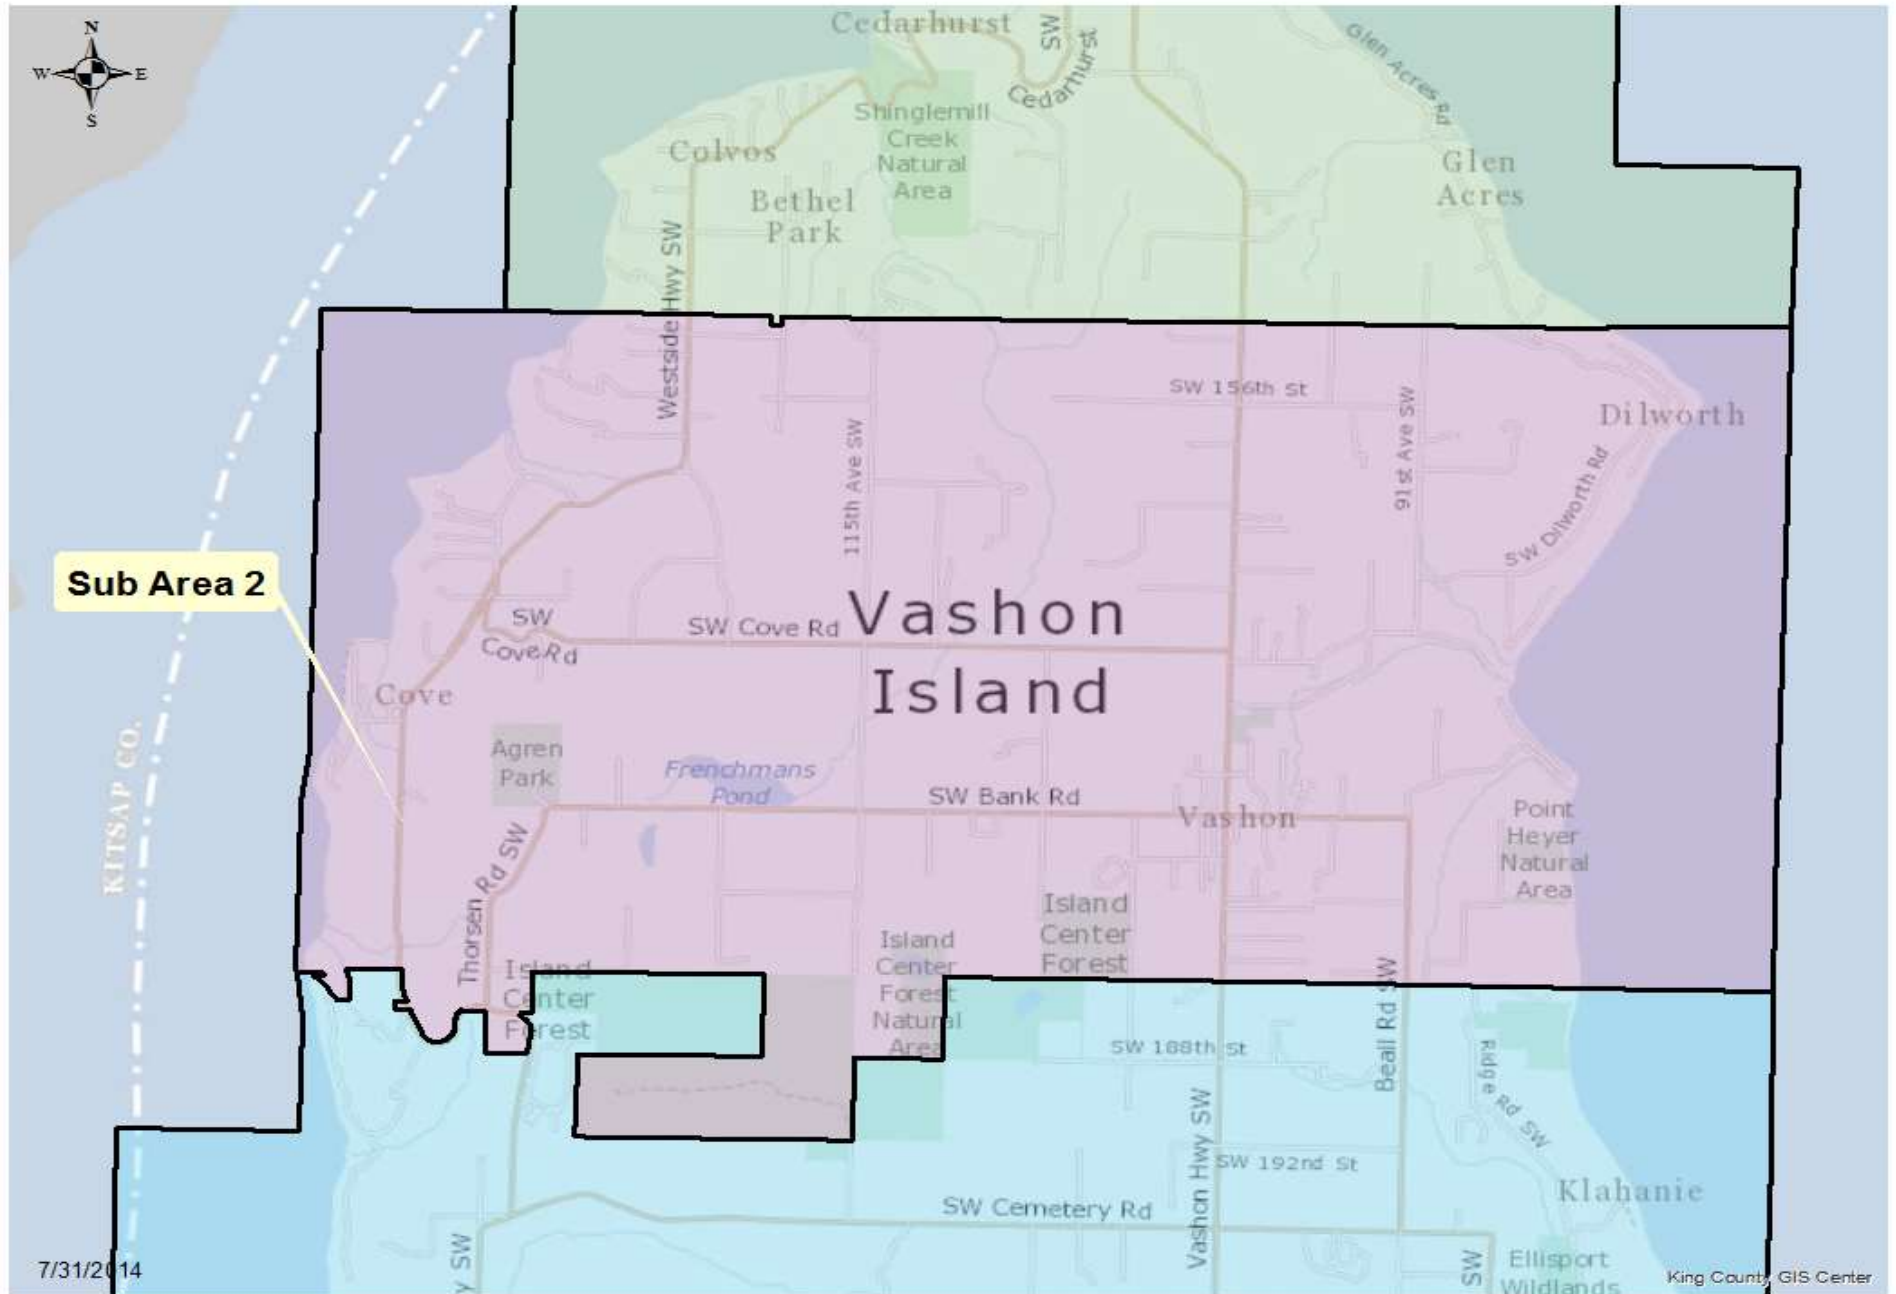 N
W E
S
Cedarhurst
SW
Cedarhurst
Glen Acres Rd
Shinglemill
Creek
Natural
Area
Colvos
Glen
Acres
Bethel
Park
Westside Hwy SW
SW 156th St
Dilworth
115th Ave SW
91st Ave SW
SW Dilworth Rd
Sub Area 2
Vashon
Island
SW
Cove Rd
SW Cove Rd
Cove
Agren
Park
Frenchmans
Pond
SW Bank Rd
Vashon
Point
Heyer
Natural
Area
KITSAP CO.
Thorsen Rd SW
Island
Center
Forest
Island
Center
Forest
Natural
Area
Island
Center
Forest
Beall Rd SW
SW 188th St
Ridge Rd SW
Vashon Hwy SW
SW 192nd St
Klahanie
SW Cemetery Rd
y SW
SW
Ellisport
Wildlands
7/31/2014
King County GIS Center